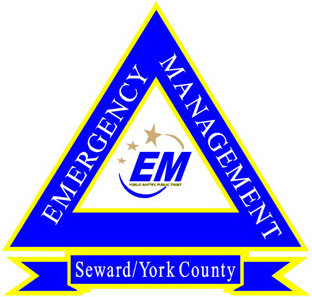 EMERGENCY
MANAGEMENT
EM
PUBLIC SAFETY, PUBLIC TRUST
Seward/York County